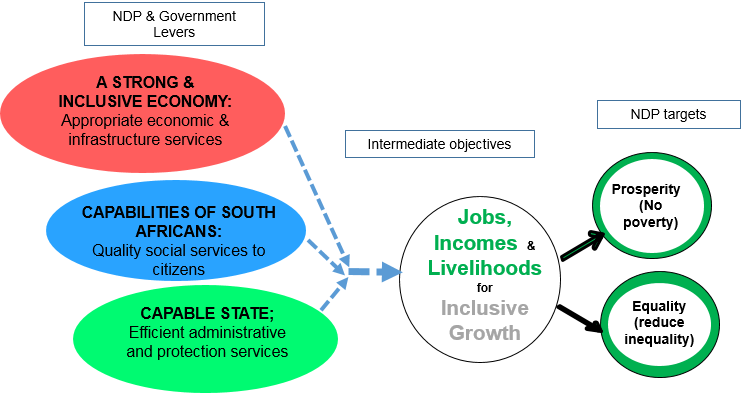 NDP & Government
Levers
A STRONG &
INCLUSIVE ECONOMY:
Appropriate economic &
infrastructure services
CAPABILITIES OF SOUTH
AFRICANS:
Quality social services to
citizens
CAPABLE STATE;
Efficient administrative
and protection services
Intermediate objectives
Jobs,
Incomes &
Livelihoods
for
Inclusive
Growth
NDP targets
Prosperity
(No
poverty)
Equality
(reduce
inequality)